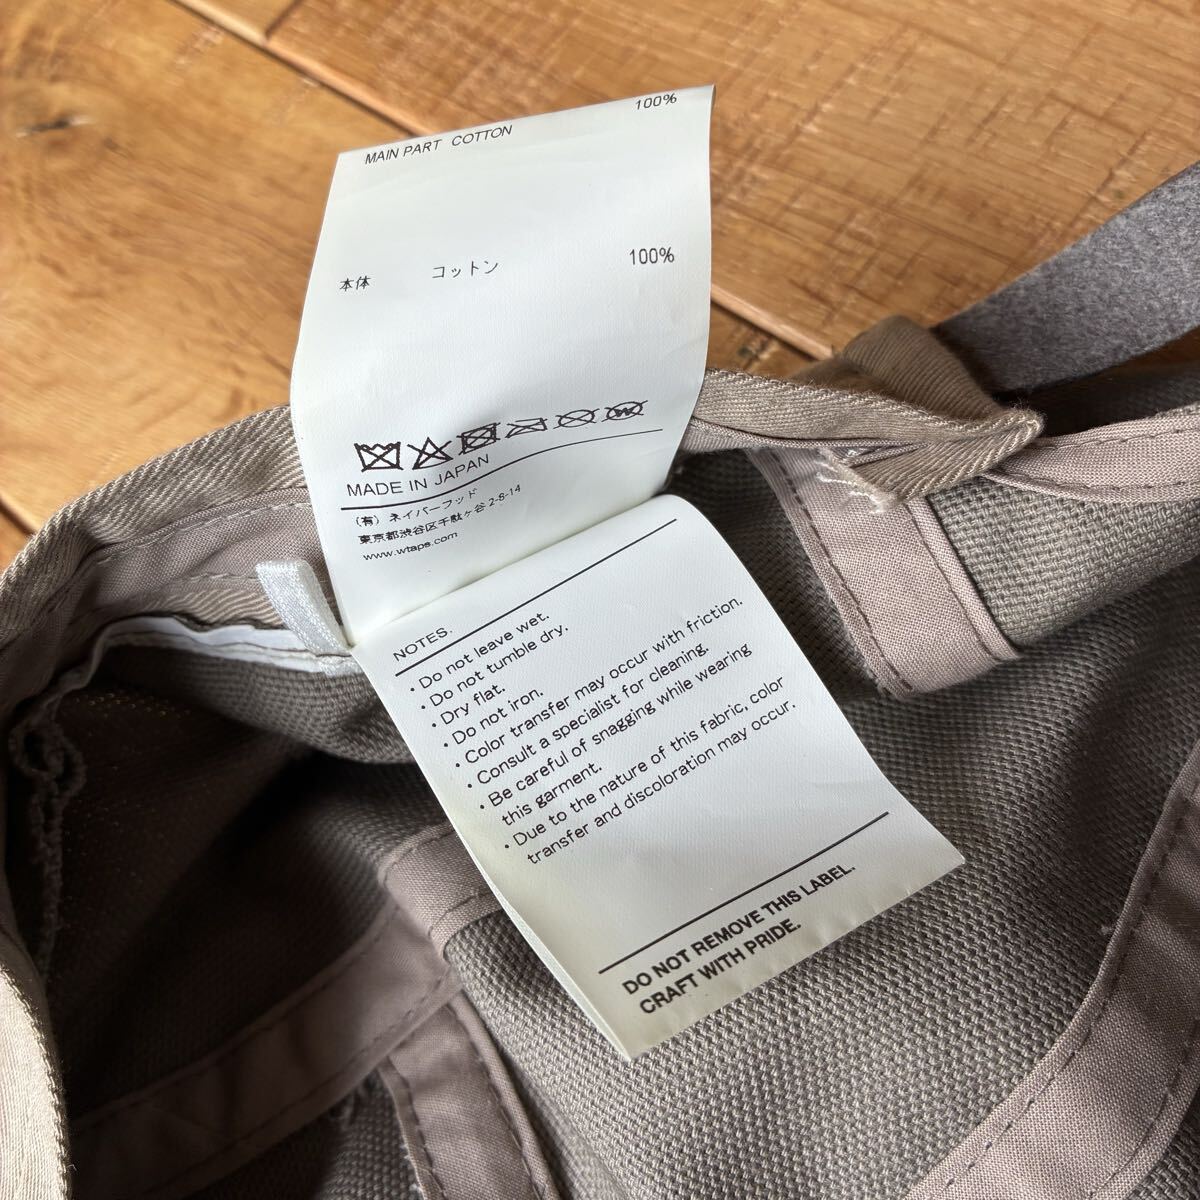 MAIN PART COTTON 100%
本体 コットン 100%
W
MADE IN JAPAN
(有) ネイバーフッド
東京都渋谷区千駄ヶ谷 2-8-14
www.wtaps.com
NOTES.
・Do not leave wet.
・Do not tumble dry.
・Dry flat.
・Do not iron.
・Color transfer may occur with friction.
・Consult a specialist for cleaning.
・Be careful of snagging while wearing
this garment.
・Due to the nature of this fabric, color
transfer and discoloration may occur.
DO NOT REMOVE THIS LABEL.
CRAFT WITH PRIDE.